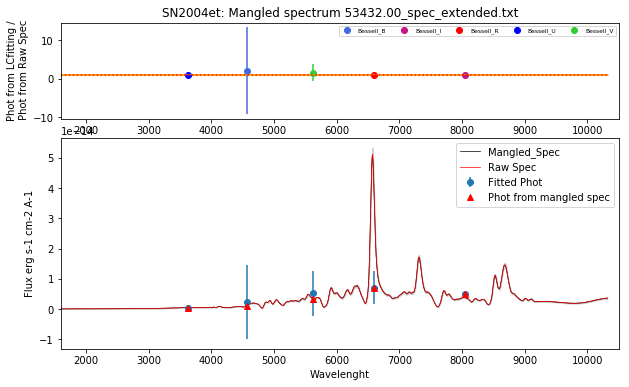 SN2004et: Mangled spectrum 53432.00_spec_extended.txt
Phot from LCfitting /
Phot from Raw Spec
10
0
−10
Bessell_B
Bessell_I
Bessell_R
Bessell_U
Bessell_V
2000 3000 4000 5000 6000 7000 8000 9000 10000
1e−14
Flux erg s-1 cm-2 A-1
5
4
3
2
1
0
−1
Mangled_Spec
Raw Spec
Fitted Phot
Phot from mangled spec
2000 3000 4000 5000 6000 7000 8000 9000 10000
Wavelenght